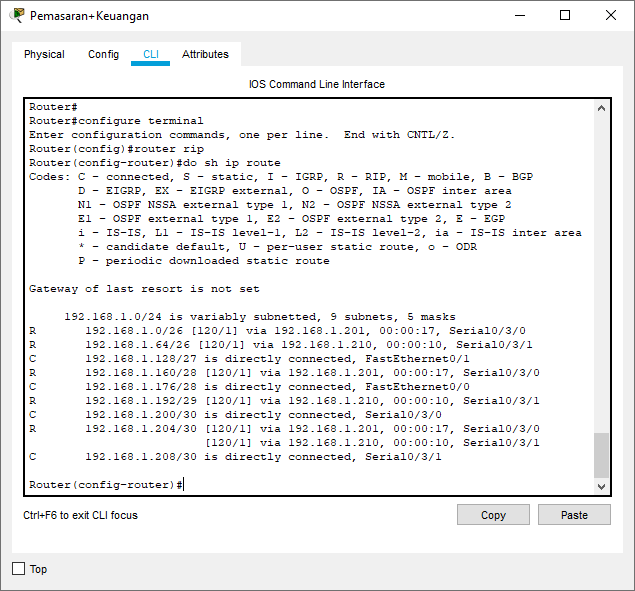 Pemasaran+Keuangan
Physical Config CLI Attributes
IOS Command Line Interface
Router#
Router#configure terminal
Enter configuration commands, one per line.  End with CNTL/Z.
Router(config)#router rip
Router(config-router)#do sh ip route
Codes: C - connected, S - static, I - IGRP, R - RIP, M - mobile, B - BGP
       D - EIGRP, EX - EIGRP external, O - OSPF, IA - OSPF inter area
       N1 - OSPF NSSA external type 1, N2 - OSPF NSSA external type 2
       E1 - OSPF external type 1, E2 - OSPF external type 2, E - EGP
       i - IS-IS, L1 - IS-IS level-1, L2 - IS-IS level-2, ia - IS-IS inter area
       * - candidate default, U - per-user static route, o - ODR
       P - periodic downloaded static route
Gateway of last resort is not set
     192.168.1.0/24 is variably subnetted, 9 subnets, 5 masks
R       192.168.1.0/26 [120/1] via 192.168.1.201, 00:00:17, Serial0/3/0
R       192.168.1.64/26 [120/1] via 192.168.1.210, 00:00:10, Serial0/3/1
C       192.168.1.128/27 is directly connected, FastEthernet0/1
R       192.168.1.160/28 [120/1] via 192.168.1.201, 00:00:17, Serial0/3/0
C       192.168.1.176/28 is directly connected, FastEthernet0/0
R       192.168.1.192/29 [120/1] via 192.168.1.210, 00:00:10, Serial0/3/1
C       192.168.1.200/30 is directly connected, Serial0/3/0
R       192.168.1.204/30 [120/1] via 192.168.1.201, 00:00:17, Serial0/3/0
                         [120/1] via 192.168.1.210, 00:00:10, Serial0/3/1
C       192.168.1.208/30 is directly connected, Serial0/3/1
Router(config-router)#
Ctrl+F6 to exit CLI focus
Copy Paste
Top